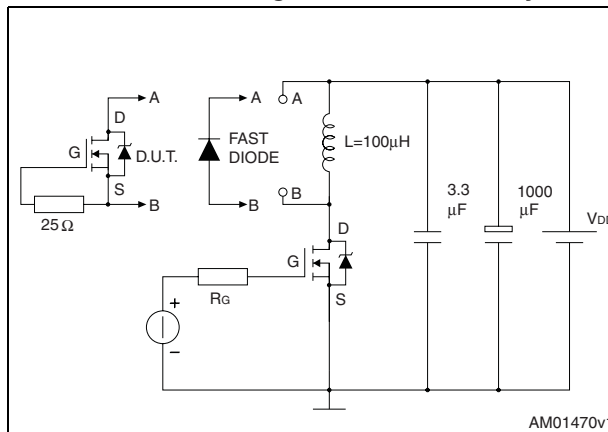 A
A
A
D
G
D.U.T.
FAST
DIODE
L=100µH
S
B
B
B
25Ω
3.3
µF
1000
µF
D
G
RG
S
+
−
AM01470v1